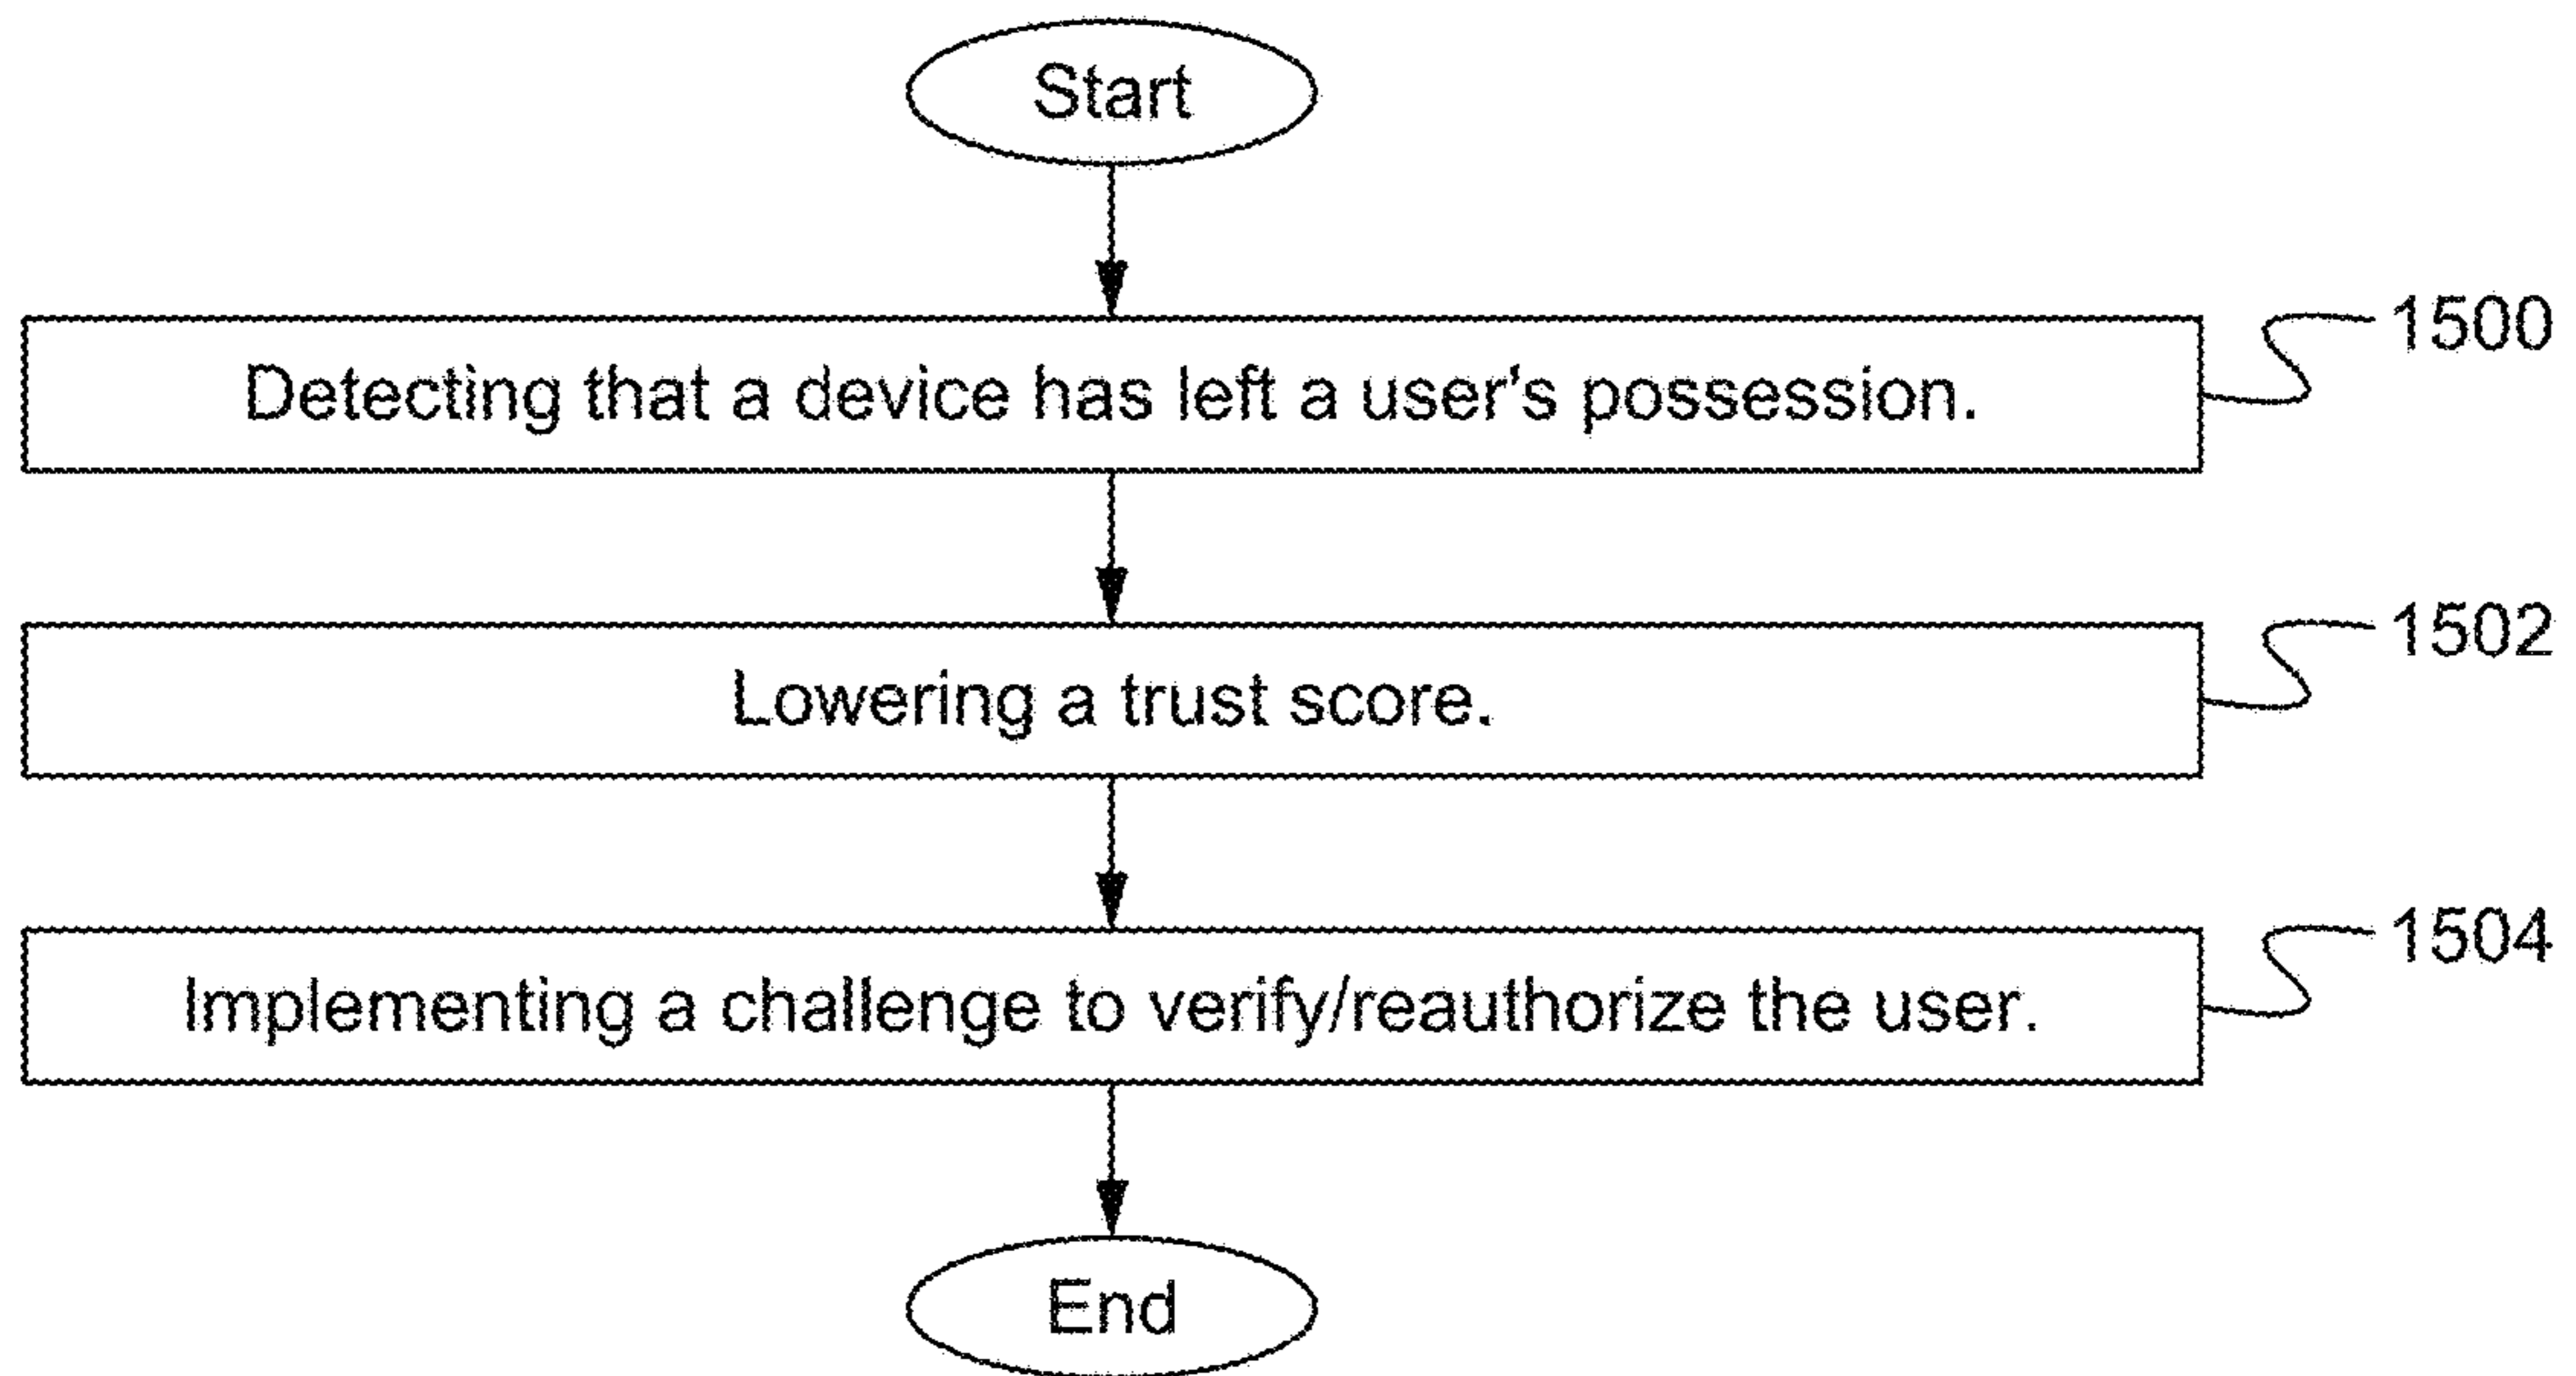 Start
Detecting that a device has left a user's possession.
1500
Lowering a trust score.
1502
Implementing a challenge to verify/reauthorize the user.
1504
End